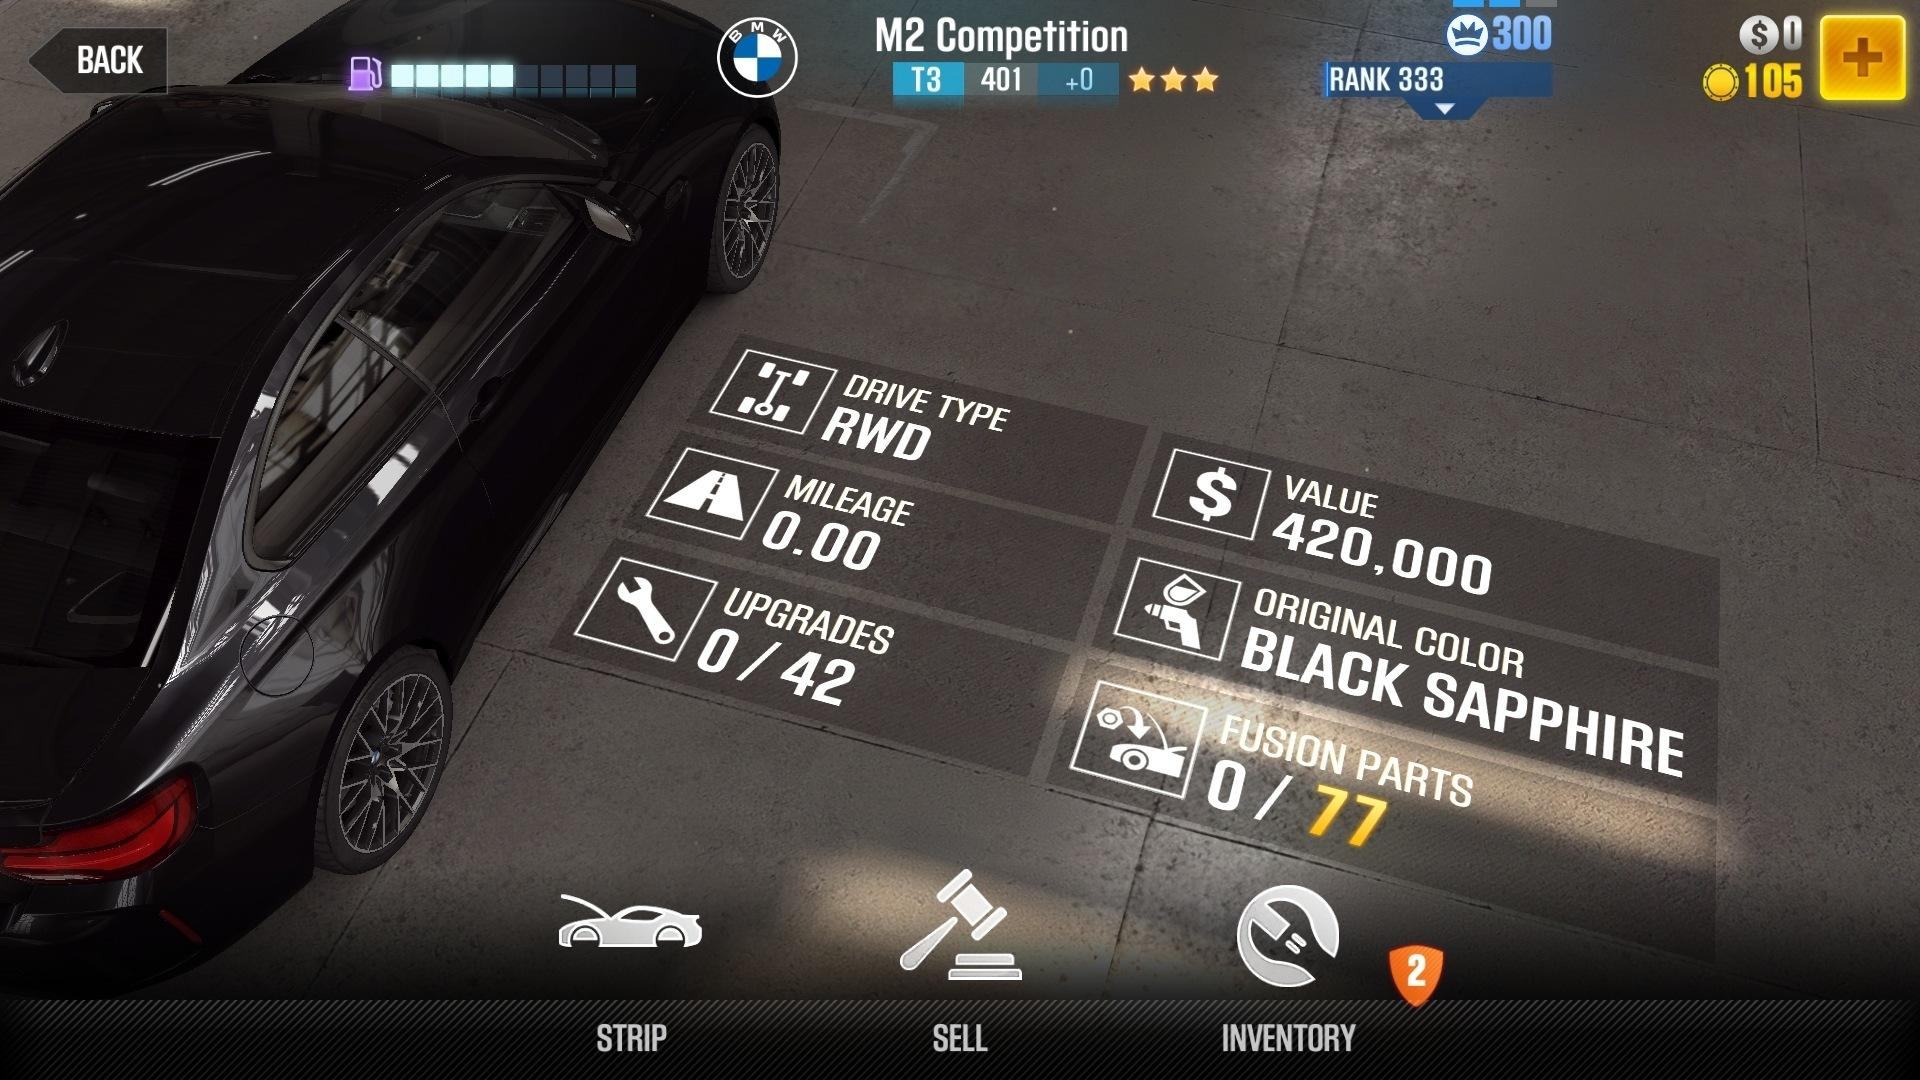 BACK
BMW
M2 Competition
T3 401 +0
300
RANK 333
$ 0
105
+
DRIVE TYPE
RWD
MILEAGE
0.00
UPGRADES
0/42
$ VALUE
420,000
ORIGINAL COLOR
BLACK SAPPHIRE
FUSION PARTS
0/77
2
STRIP
SELL
INVENTORY